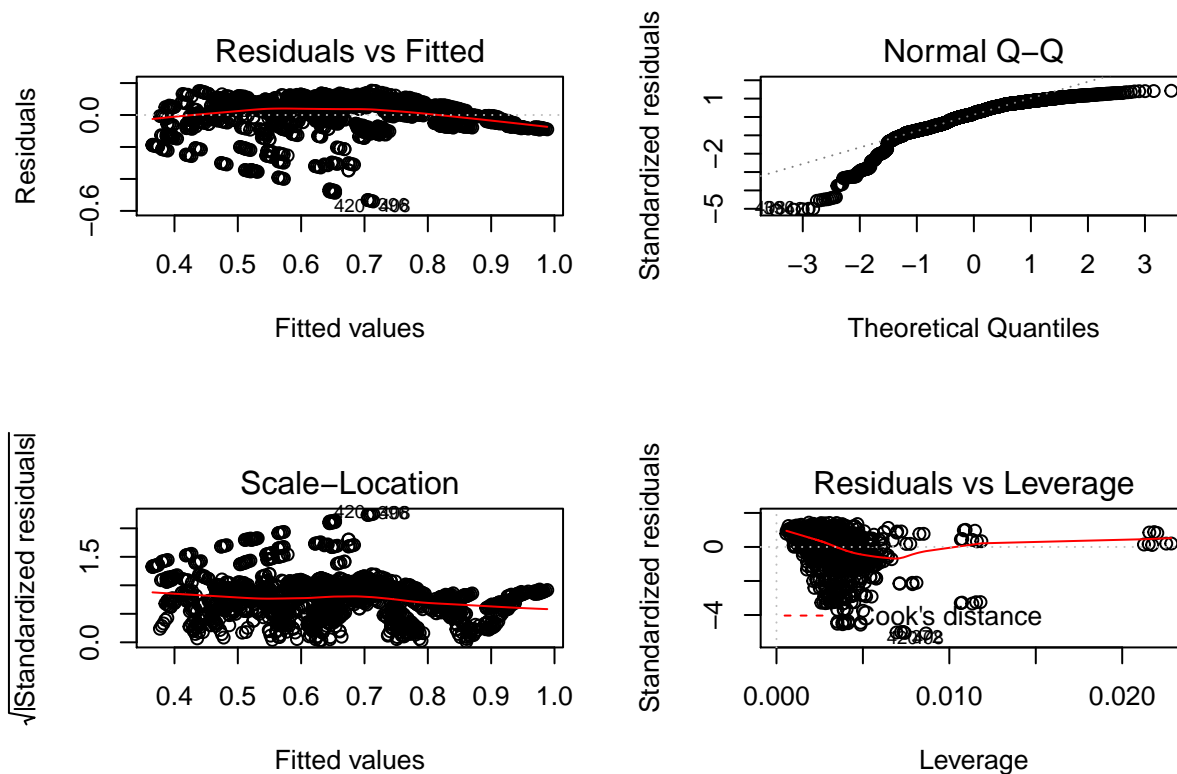 Residuals vs Fitted
Residuals
0.0
−0.6
0.4 0.5 0.6 0.7 0.8 0.9 1.0
Fitted values
420
Normal Q−Q
Standardized residuals
1
−2
−5
−3 −2 −1 0 1 2 3
Theoretical Quantiles
Scale−Location
√|Standardized residuals|
1.5
0.0
420
0.4 0.5 0.6 0.7 0.8 0.9 1.0
Fitted values
Residuals vs Leverage
Standardized residuals
0
−4
Cook's distance
0.000 0.010 0.020
Leverage